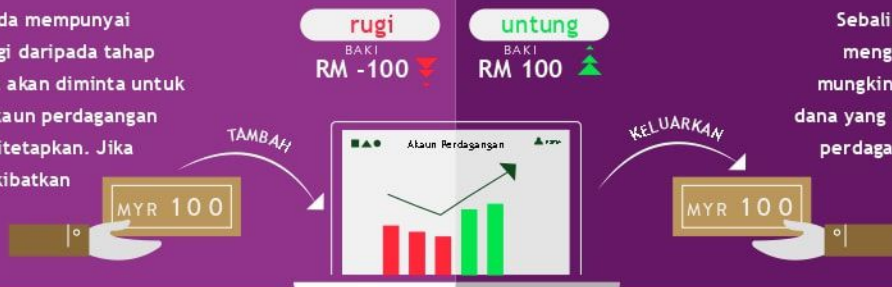 da mempunyai
gi daripada tahap
akan diminta untuk
kaun perdagangan
itetapkan. Jika
kibatkan
rugi
BAKI
RM -100
untung
BAKI
RM 100
TAMBAH
MYR 100
Akaun Perdagangan
KELUARKAN
MYR 100
Sebali
meng
mungkin
dana yang
perdaga